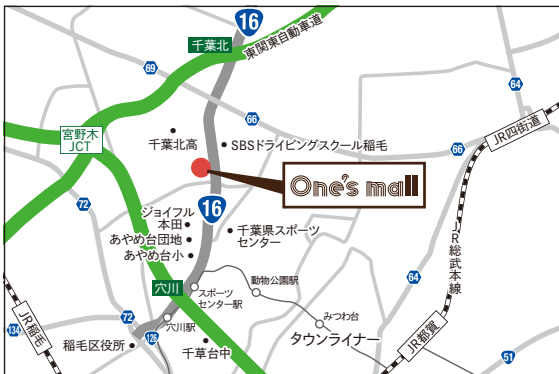 16
千葉北
東関東自動車道
69
64
66
宮野木
JCT
千葉北高
SBSドライビングスクール稲毛
66
JR四街道
One's mall
72
ジョイフル
本田
16
あやめ台団地
千葉県スポーツ
センター
あやめ台小
JR総武本線
64
穴川
動物公園駅
スポーツ
センター駅
みつわ台
JR稲毛
134
72
穴川駅
126
タウンライナー
JR都賀
稲毛区役所
千草台中
51